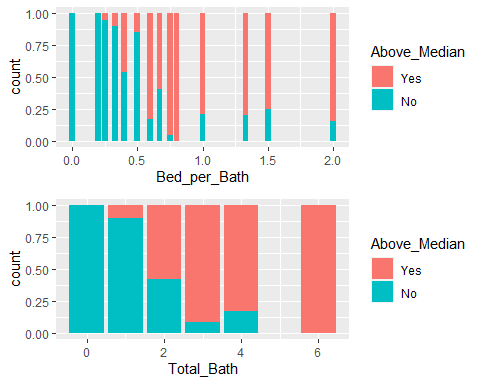 1.00
0.75
0.50
0.25
0.00
count
0.0 0.5 1.0 1.5 2.0
Bed_per_Bath
Above_Median
Yes
No
1.00
0.75
0.50
0.25
0.00
count
0 2 4 6
Total_Bath
Above_Median
Yes
No